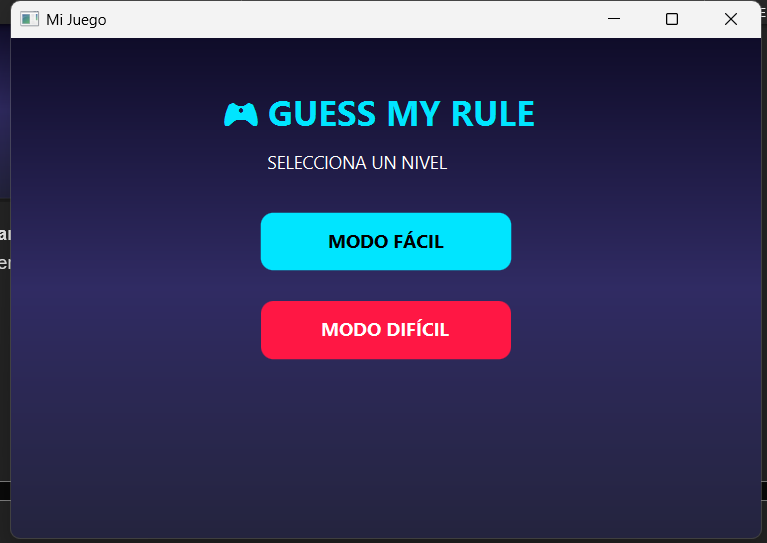 Mi Juego
🎮 GUESS MY RULE
SELECCIONA UN NIVEL
MODO FÁCIL
MODO DIFÍCIL